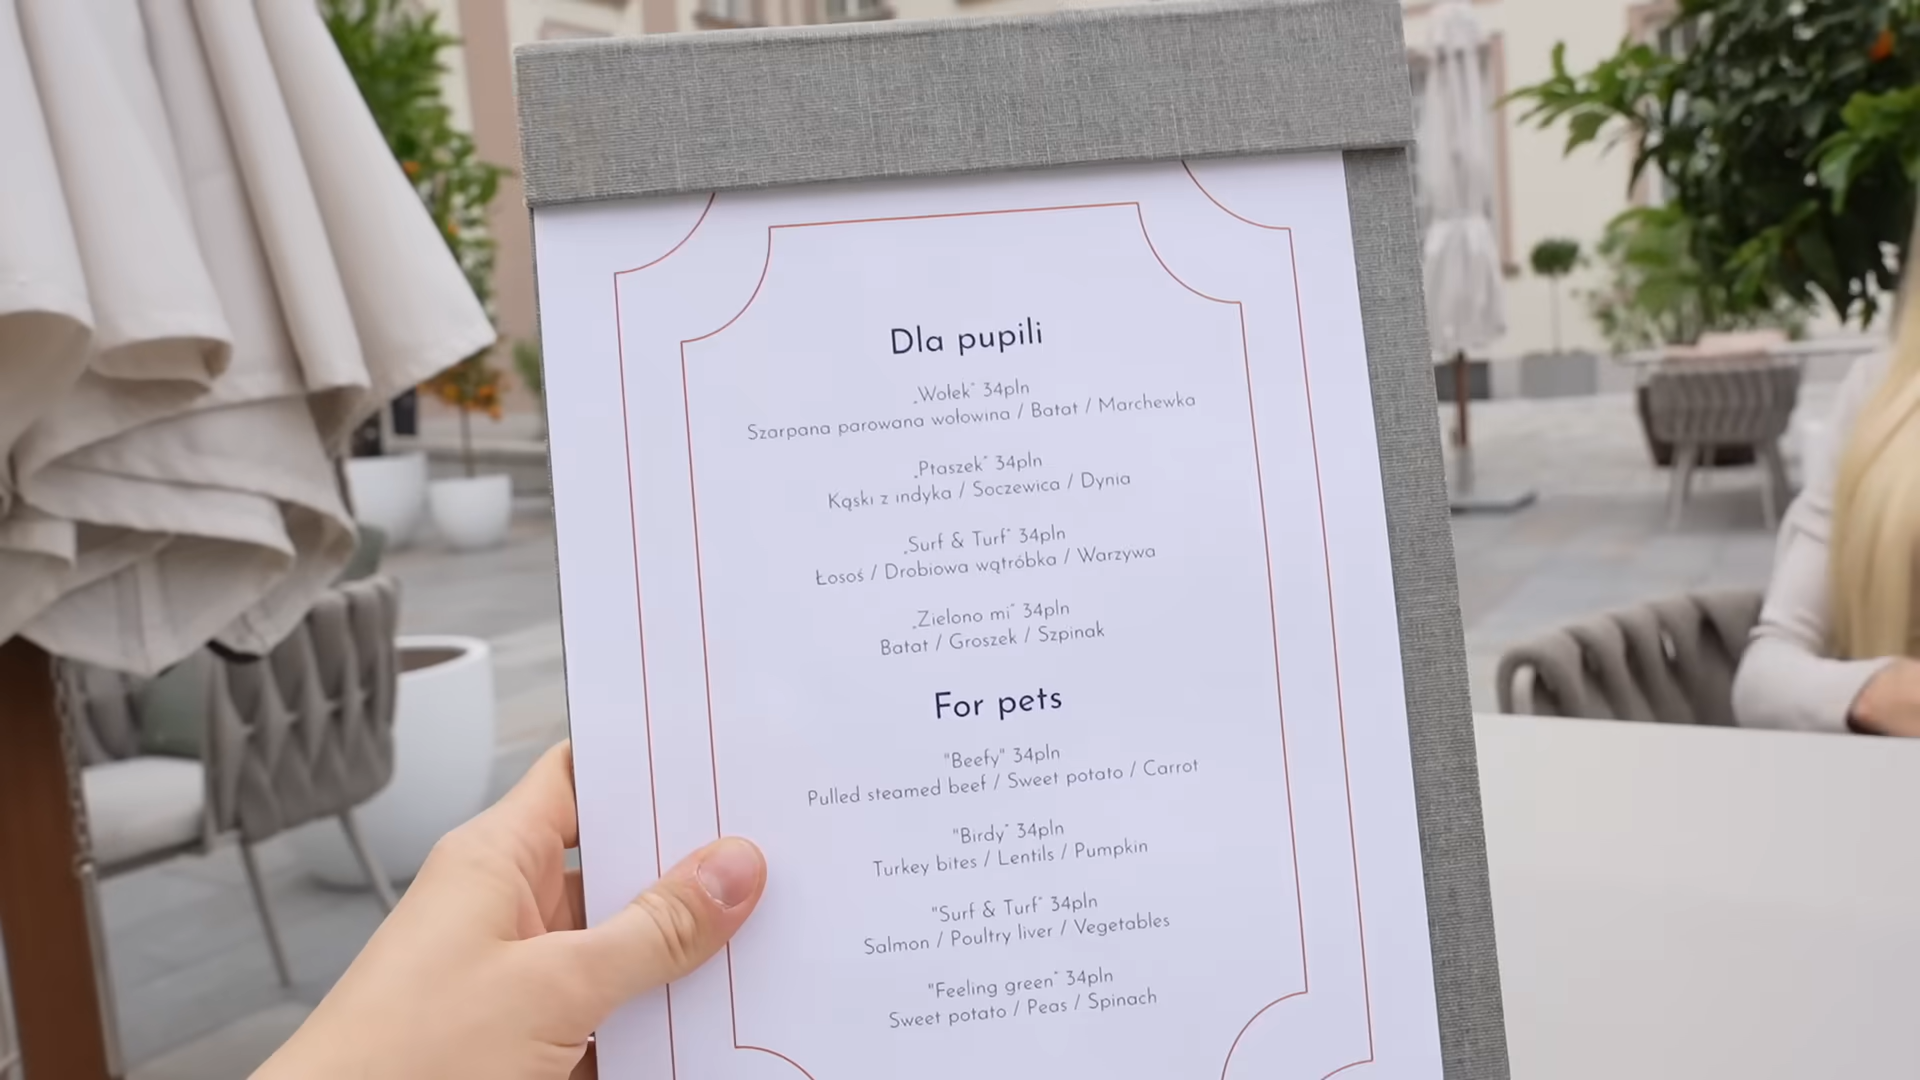 Dla pupili
„Wołek" 34pln
Szarpana parowana wołowina / Batat / Marchewka
„Ptaszek" 34pln
Kąski z indyka / Soczewica / Dynia
„Surf & Turf" 34pln
Łosoś / Drobiowa wątróbka / Warzywa
„Zielono mi" 34pln
Batat / Groszek / Szpinak
For pets
"Beefy" 34pln
Pulled steamed beef / Sweet potato / Carrot
"Birdy" 34pln
Turkey bites / Lentils / Pumpkin
"Surf & Turf" 34pln
Salmon / Poultry liver / Vegetables
"Feeling green" 34pln
Sweet potato / Peas / Spinach